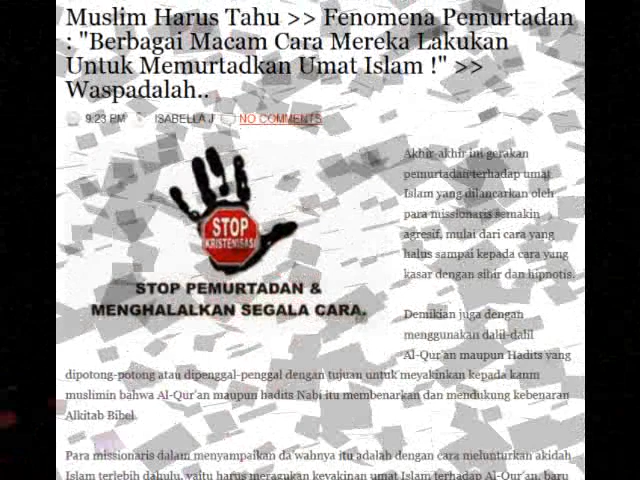 Muslim Harus Tahu >> Fenomena Pemurtadan
: "Berbagai Macam Cara Mereka Lakukan
Untuk Memurtadkan Umat Islam !" >>
Waspadalah..
9:23 PM ISABELLA J NO COMMENTS
STOP
KRISTENISASI
STOP PEMURTADAN &
MENGHALALKAN SEGALA CARA.
Akhir-akhir ini gerakan
pemurtadan terhadap umat
Islam yang dilancarkan oleh
para missionaris semakin
agresif, mulai dari cara yang
halus sampai kepada cara yang
kasar dengan sihir dan hipnotis.
Demikian juga dengan
menggunakan dalil-dalil
Al-Qur'an maupun Hadits yang
dipotong-potong atau dipenggal-penggal dengan tujuan untuk meyakinkan kepada kaum
muslimin bahwa Al-Qur'an maupun hadits Nabi itu membenarkan dan mendukung kebenaran
Alkitab Bibel.
Para missionaris dalam menyampaikan da'wahnya itu adalah dengan cara melunturkan akidah
Islam terlebih dahulu, yaitu harus meragukan keyakinan umat Islam terhadap Al-Qur'an, baru